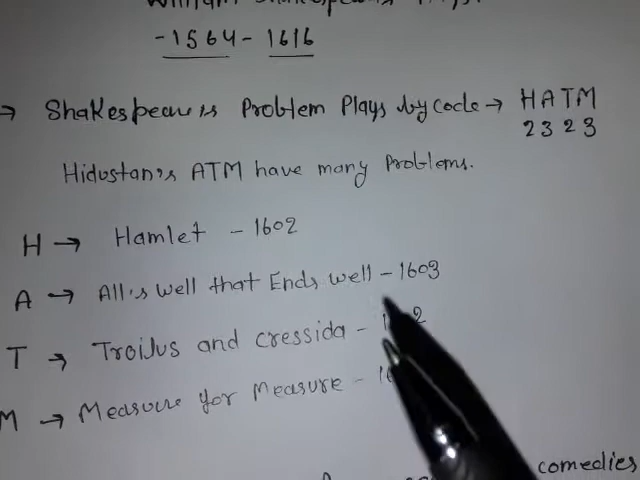 -1564- 1616
→ Shakespeare's Problem Plays by code → HATM
2323
Hidustan's ATM have many Problems.
H → Hamlet - 1602
A → All's well that Ends well - 1603
T → Troilus and cressida -
M → Measure for Measure -
comedies